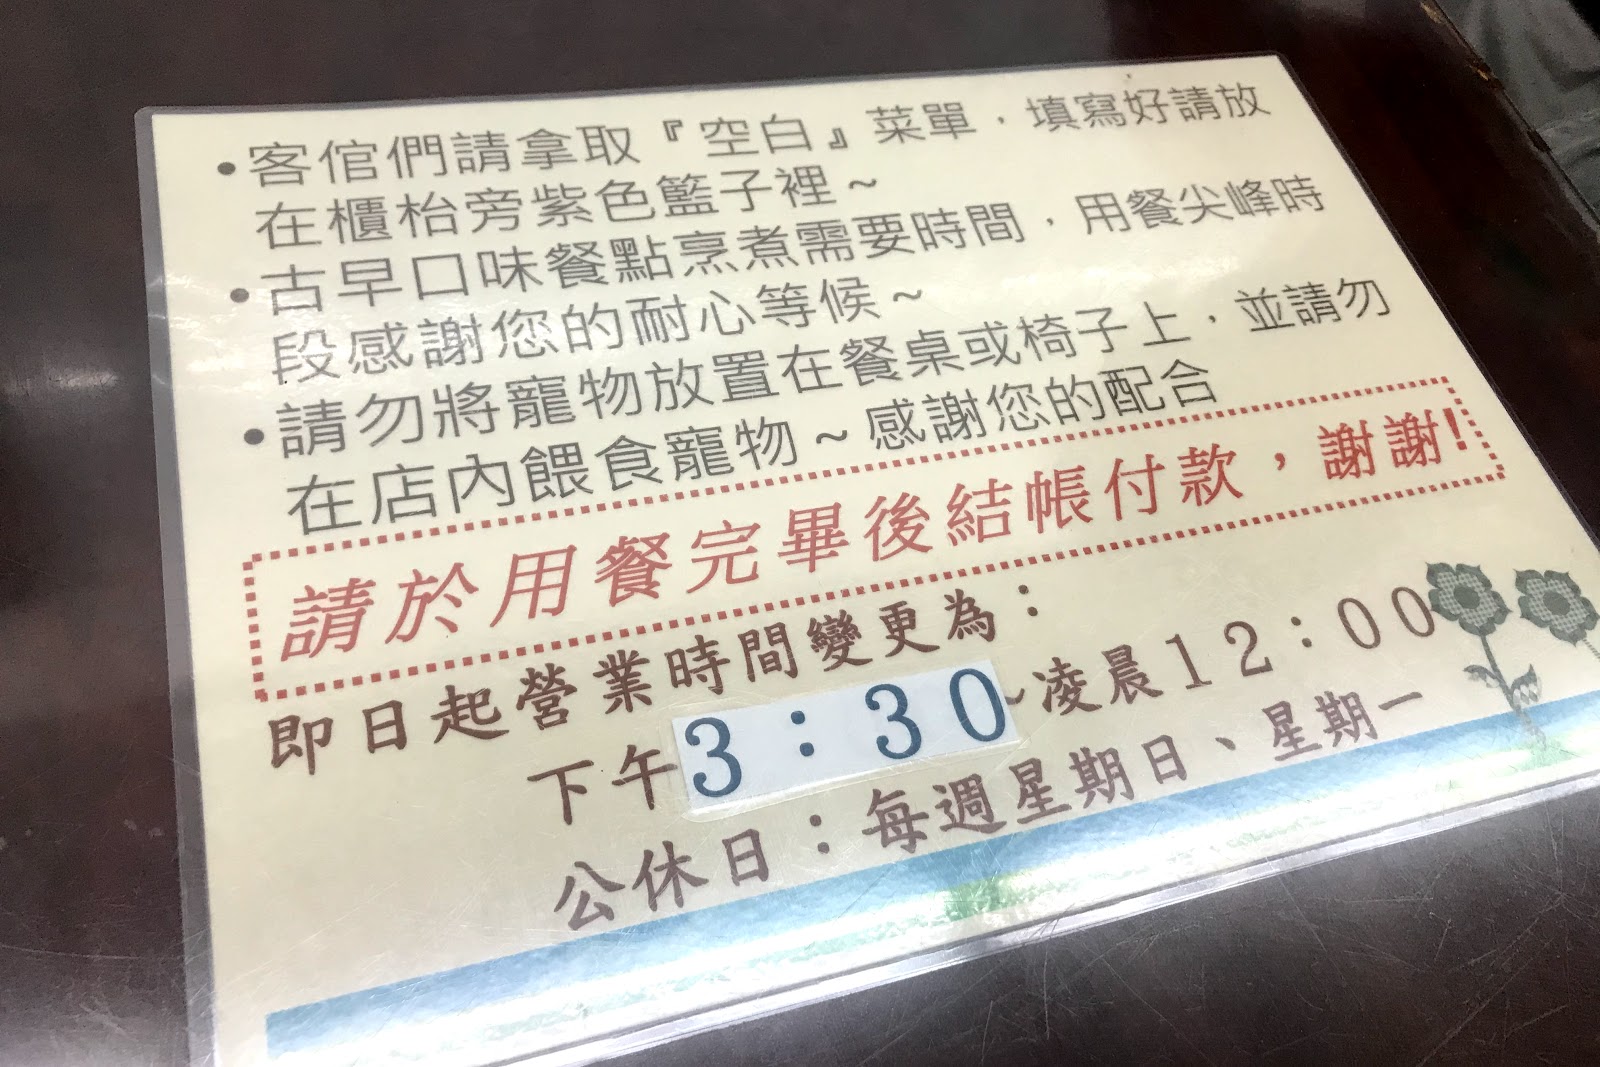 •客倌們請拿取『空白』菜單，填寫好請放
在櫃枱旁紫色籃子裡~
•古早口味餐點烹煮需要時間，用餐尖峰時
段感謝您的耐心等候~
•請勿將寵物放置在餐桌或椅子上，並請勿
在店內餵食寵物~感謝您的配合
請於用餐完畢後結帳付款，謝謝!
即日起營業時間變更為：
下午3：30~凌晨12：00
公休日：每週星期日、星期一